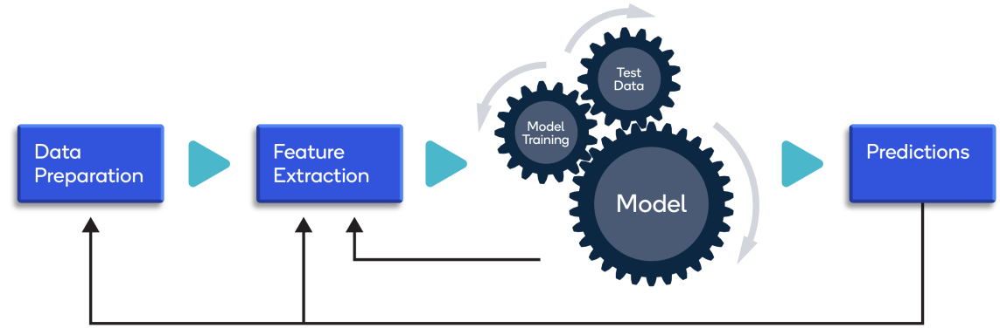 Data
Preparation
Feature
Extraction
Model
Training
Test
Data
Model
Predictions